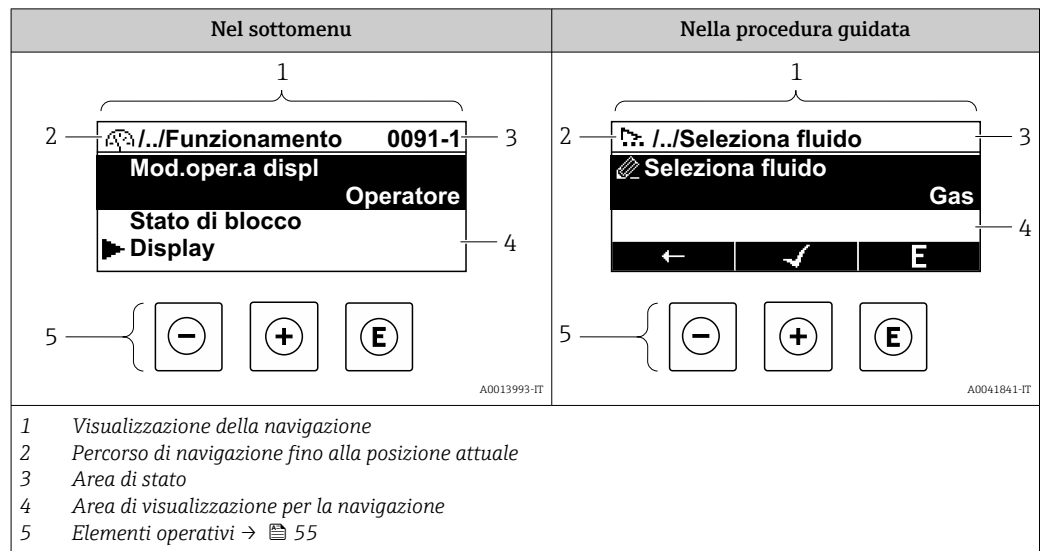 Nel sottomenu
Nella procedura guidata
1
2
/../Funzionamento 0091-1
3
Mod.oper.a displ
Operatore
Stato di blocco
Display
4
5
- + E
A0013993-IT
1
2
/../Seleziona fluido
3
Seleziona fluido
Gas
4
← ✓ E
5
- + E
A0041841-IT
1 Visualizzazione della navigazione
2 Percorso di navigazione fino alla posizione attuale
3 Area di stato
4 Area di visualizzazione per la navigazione
5 Elementi operativi → 55